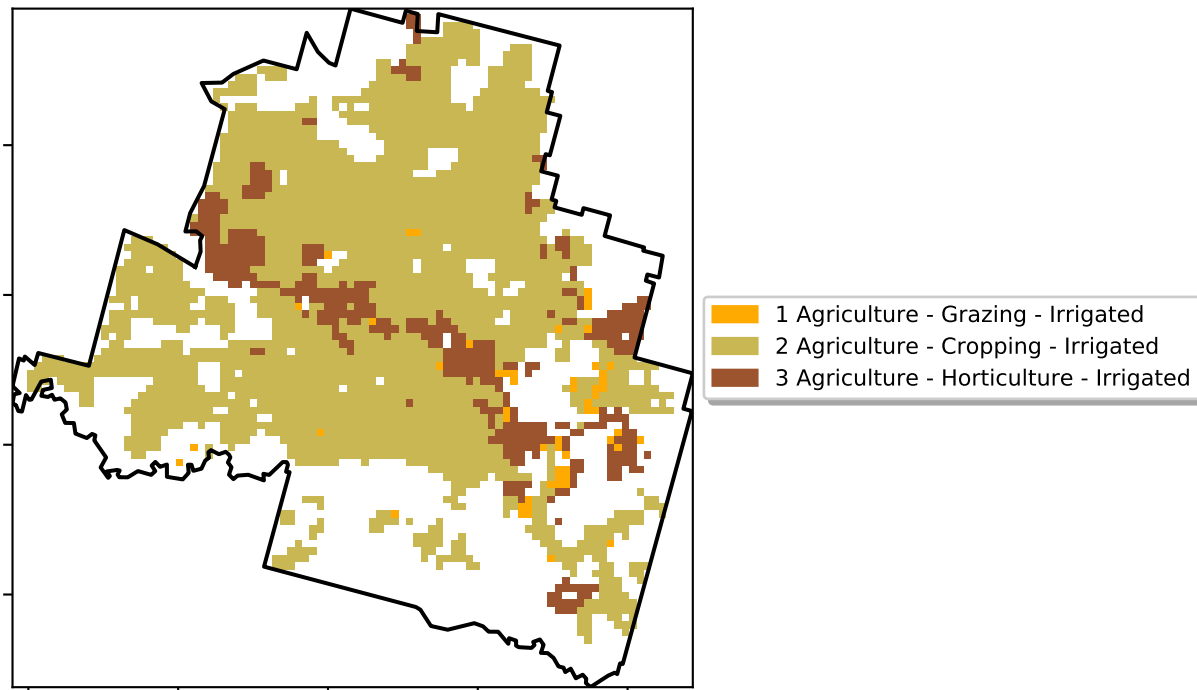 1 Agriculture - Grazing - Irrigated
2 Agriculture - Cropping - Irrigated
3 Agriculture - Horticulture - Irrigated